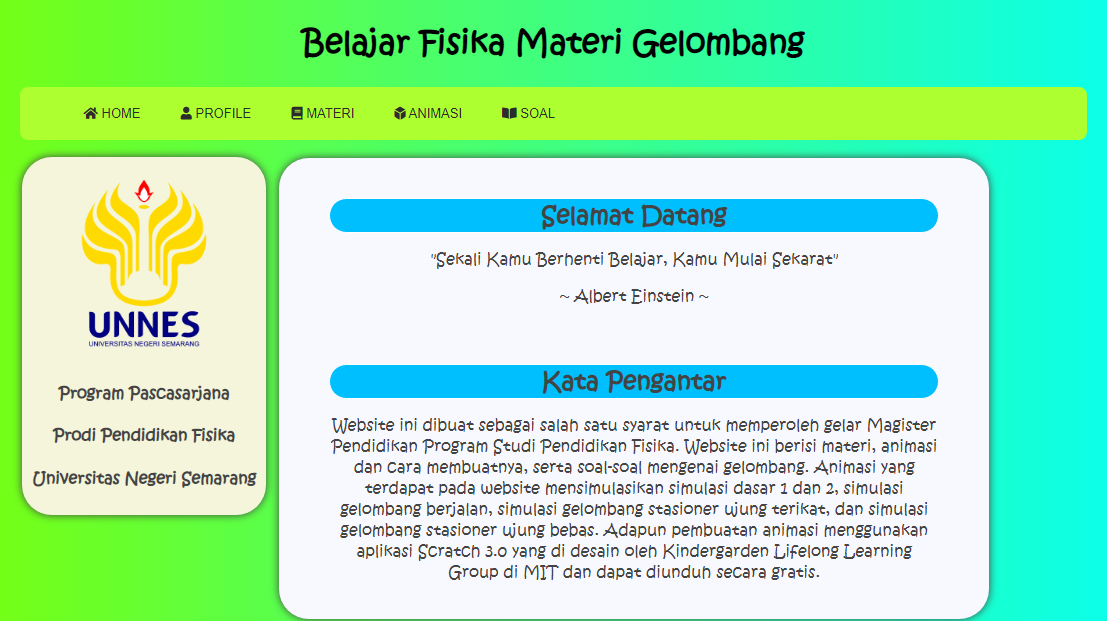 Belajar Fisika Materi Gelombang
HOME PROFILE MATERI ANIMASI SOAL
UNNES
UNIVERSITAS NEGERI SEMARANG
Program Pascasarjana
Prodi Pendidikan Fisika
Universitas Negeri Semarang
Selamat Datang
"Sekali Kamu Berhenti Belajar, Kamu Mulai Sekarat"
~ Albert Einstein ~
Kata Pengantar
Website ini dibuat sebagai salah satu syarat untuk memperoleh gelar Magister
Pendidikan Program Studi Pendidikan Fisika. Website ini berisi materi, animasi
dan cara membuatnya, serta soal-soal mengenai gelombang. Animasi yang
terdapat pada website mensimulasikan simulasi dasar 1 dan 2, simulasi
gelombang berjalan, simulasi gelombang stasioner ujung terikat, dan simulasi
gelombang stasioner ujung bebas. Adapun pembuatan animasi menggunakan
aplikasi Scratch 3.0 yang di desain oleh Kindergarden Lifelong Learning
Group di MIT dan dapat diunduh secara gratis.